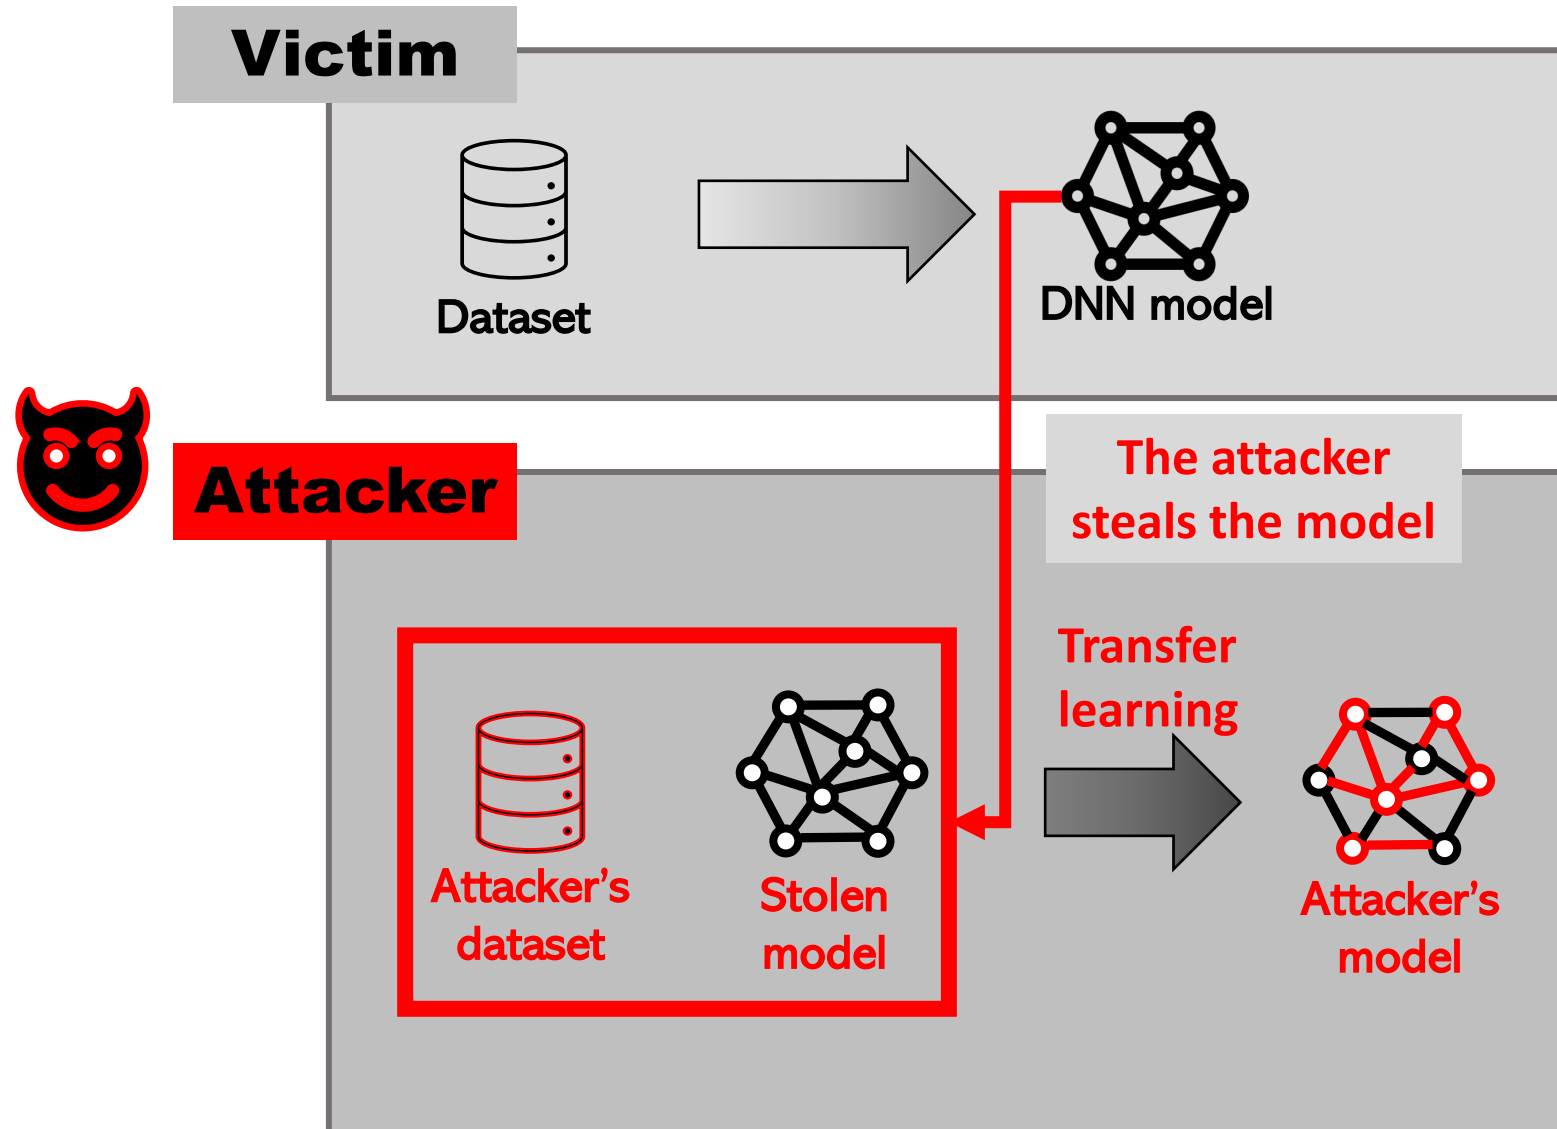 Victim
Dataset
DNN model
Attacker
The attacker
steals the model
Transfer
learning
Attacker’s
dataset
Stolen
model
Attacker’s
model